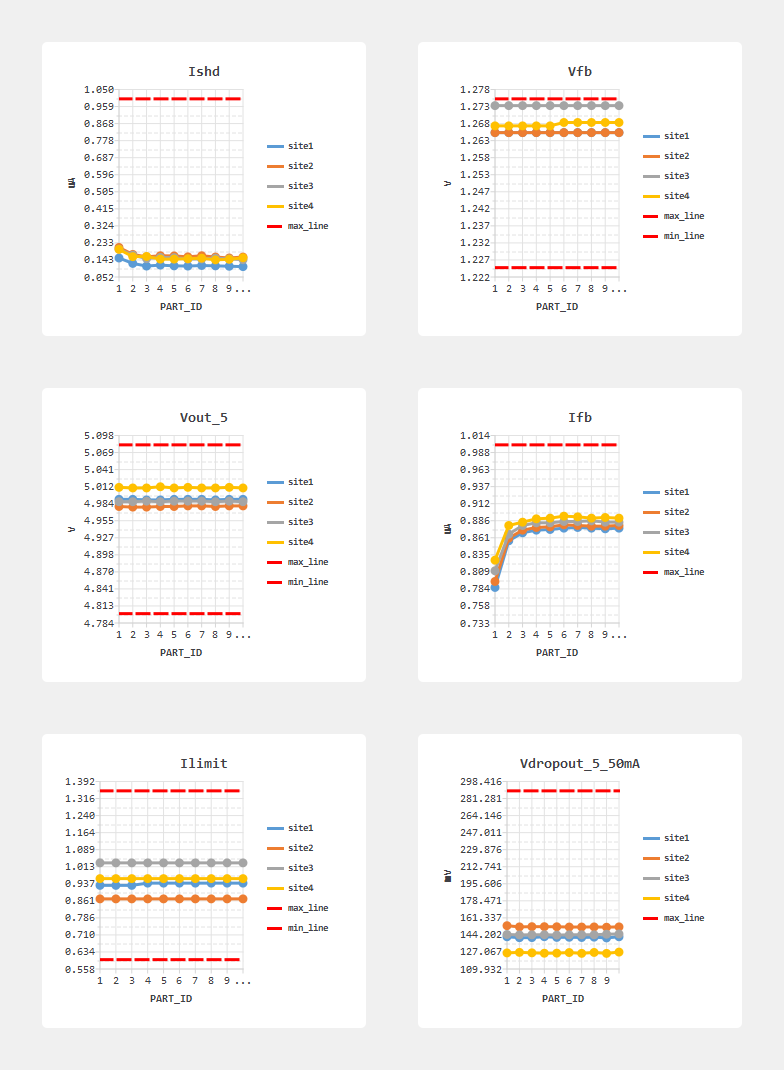 Ishd
1.050
0.959
0.868
0.778
0.687
0.596
0.505
0.415
0.324
0.233
0.143
0.052
mA
1 2 3 4 5 6 7 8 9 ...
PART_ID
site1
site2
site3
site4
max_line
Vfb
1.278
1.273
1.268
1.263
1.258
1.253
1.247
1.242
1.237
1.232
1.227
1.222
V
1 2 3 4 5 6 7 8 9 ...
PART_ID
site1
site2
site3
site4
max_line
min_line
Vout_5
5.098
5.069
5.041
5.012
4.984
4.955
4.927
4.898
4.870
4.841
4.813
4.784
V
1 2 3 4 5 6 7 8 9 ...
PART_ID
site1
site2
site3
site4
max_line
min_line
Ifb
1.014
0.988
0.963
0.937
0.912
0.886
0.861
0.835
0.809
0.784
0.758
0.733
1 2 3 4 5 6 7 8 9 ...
PART_ID
site1
site2
site3
site4
max_line
Ilimit
1.392
1.316
1.240
1.164
1.089
1.013
0.937
0.861
0.786
0.710
0.634
0.558
1 2 3 4 5 6 7 8 9 ...
PART_ID
site1
site2
site3
site4
max_line
min_line
Vdropout_5_50mA
298.416
281.281
264.146
247.011
229.876
212.741
195.606
178.471
161.337
144.202
127.067
109.932
mV
1 2 3 4 5 6 7 8 9
PART_ID
site1
site2
site3
site4
max_line